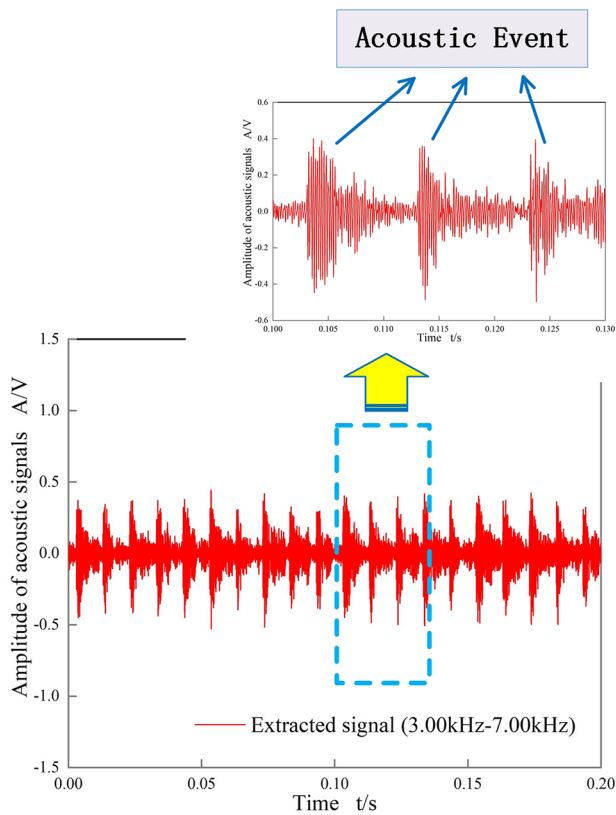 Acoustic Event
Amplitude of acoustic signals A/V
0.6
0.4
0.2
0.0
-0.2
-0.4
-0.6
0.100 0.105 0.110 0.115 0.120 0.125 0.130
Time t/s
Amplitude of acoustic signals A/V
1.5
1.0
0.5
0.0
-0.5
-1.0
-1.5
Extracted signal (3.00kHz-7.00kHz)
0.00 0.05 0.10 0.15 0.20
Time t/s